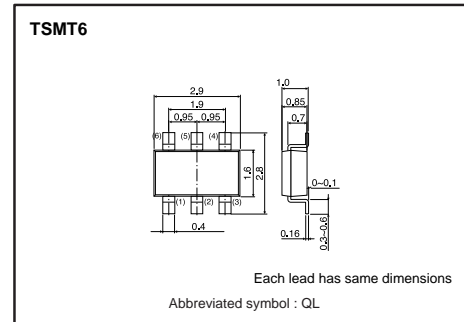 TSMT6
2.9
1.9
0.95 0.95
(6) (5) (4)
1.6
2.8
(1) (2) (3)
0.4
1.0
0.85
0.7
0~0.1
0.16
0.3~0.6
Each lead has same dimensions
Abbreviated symbol : QL